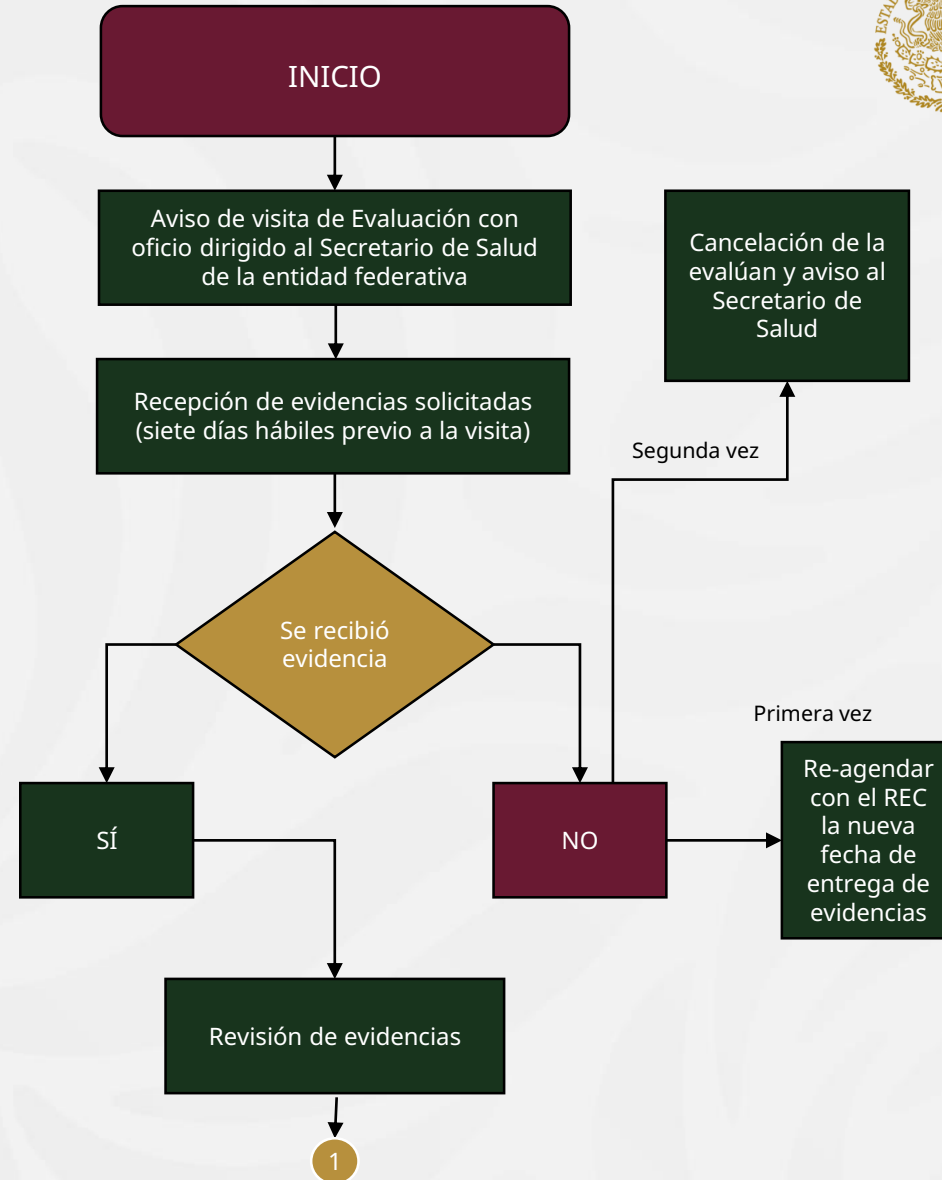 INICIO
Aviso de visita de Evaluación con
oficio dirigido al Secretario de Salud
de la entidad federativa
Cancelación de la
evalúan y aviso al
Secretario de
Salud
Recepción de evidencias solicitadas
(siete días hábiles previo a la visita)
Segunda vez
Se recibió
evidencia
Primera vez
Re-agendar
con el REC
la nueva
fecha de
entrega de
evidencias
SÍ
NO
Revisión de evidencias
1